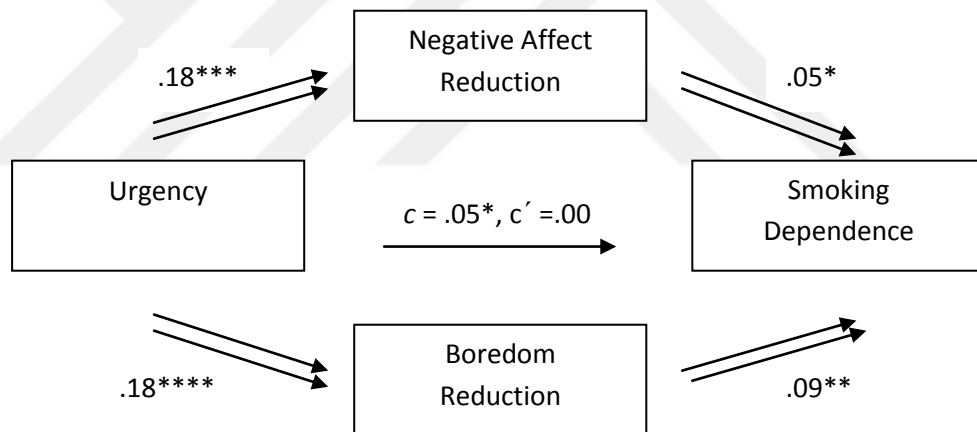 Negative Affect
Reduction
.18***
.05*
Urgency
c = .05*, c´ =.00
Smoking
Dependence
Boredom
Reduction
.18****
.09**